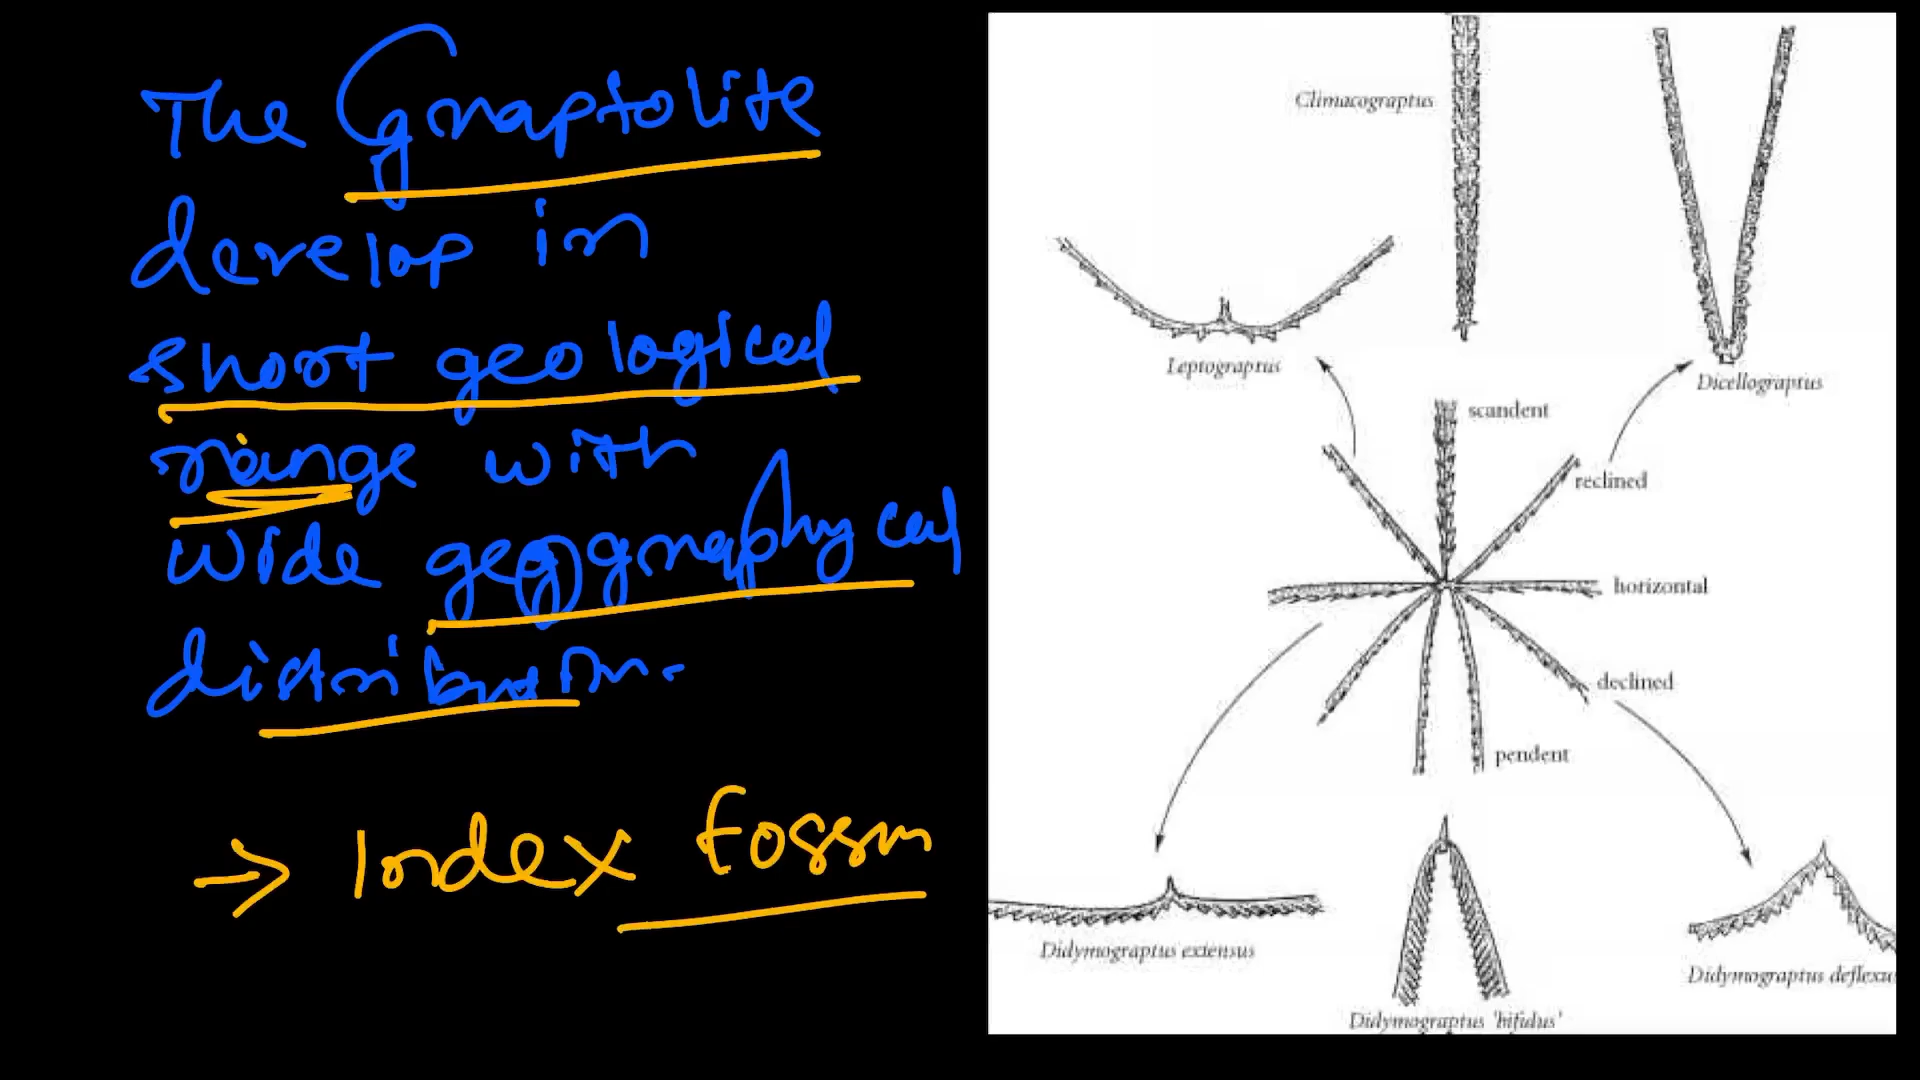 The Graptolite
develop in
short geological
range with
wide geographycal
distribution.
→ Index fossil
Climacograptus
Leptograptus
Dicellograptus
scandent
reclined
horizontal
declined
pendent
Didymograptus extensus
Didymograptus deflexu
Didymograptus 'bifidus'